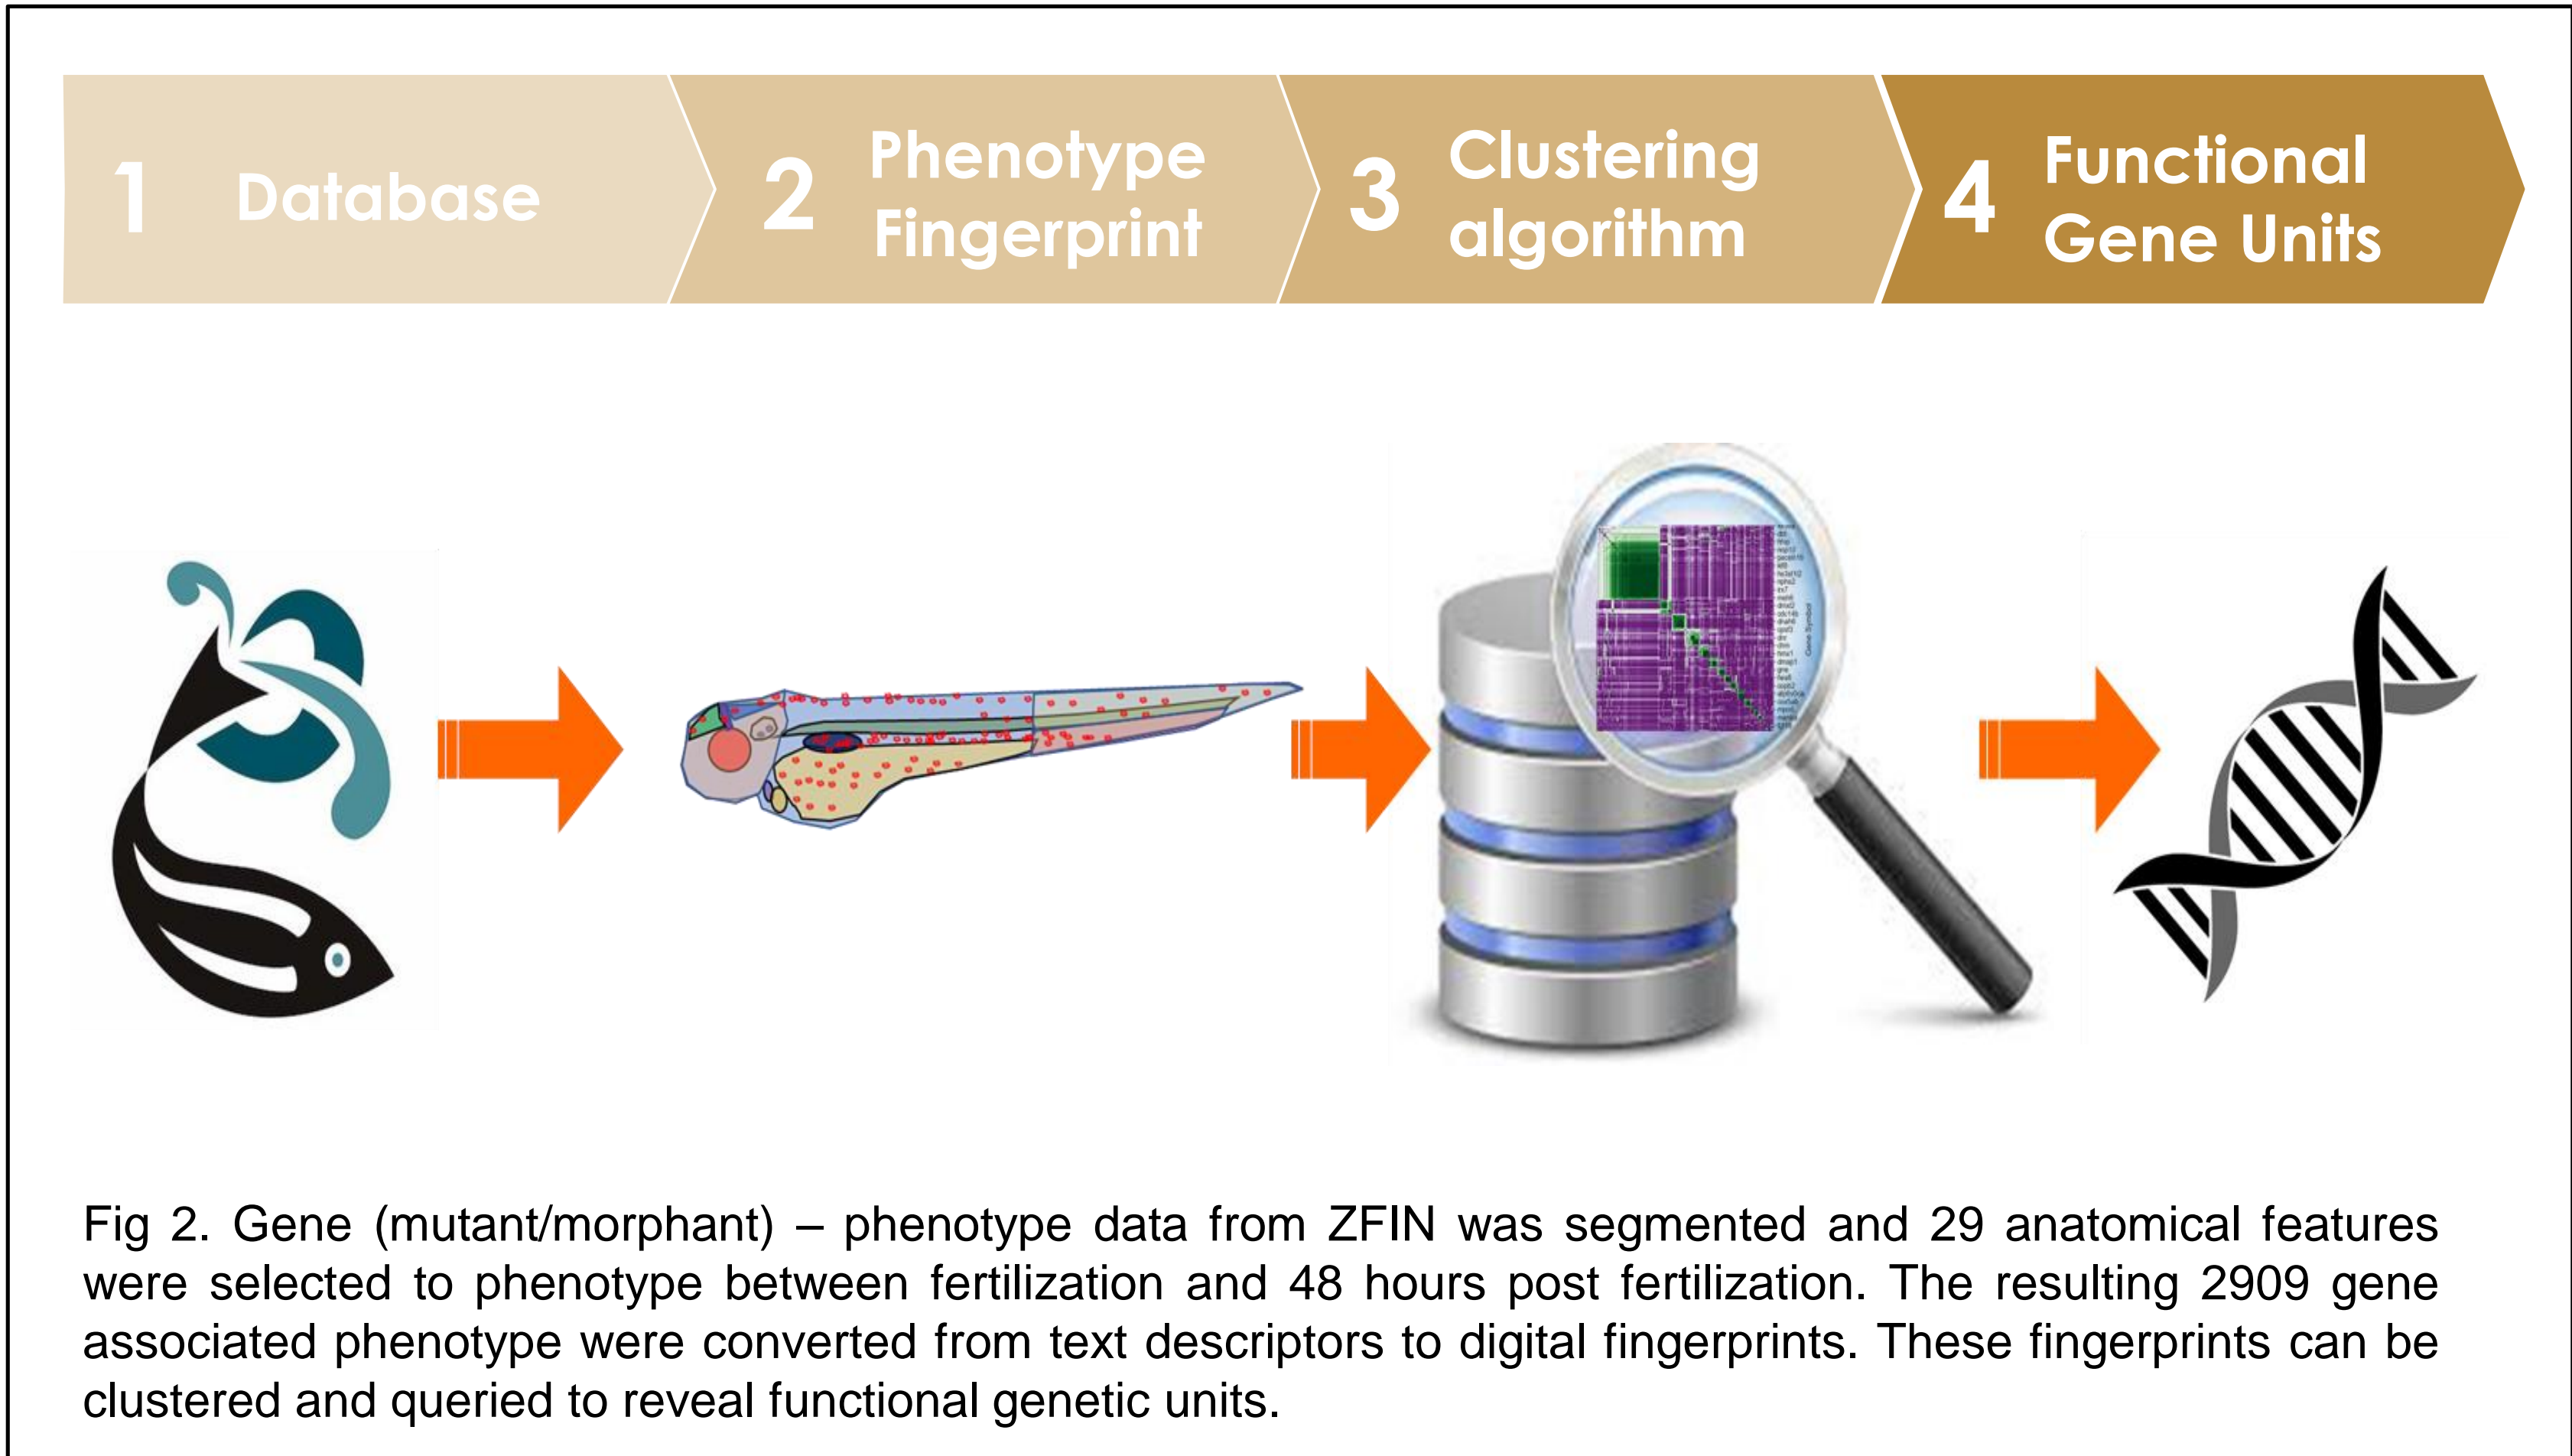 1 Database
2 Phenotype
Fingerprint
3 Clustering
algorithm
4 Functional
Gene Units
Gene Symbol
Fig 2. Gene (mutant/morphant) – phenotype data from ZFIN was segmented and 29 anatomical features
were selected to phenotype between fertilization and 48 hours post fertilization. The resulting 2909 gene
associated phenotype were converted from text descriptors to digital fingerprints. These fingerprints can be
clustered and queried to reveal functional genetic units.